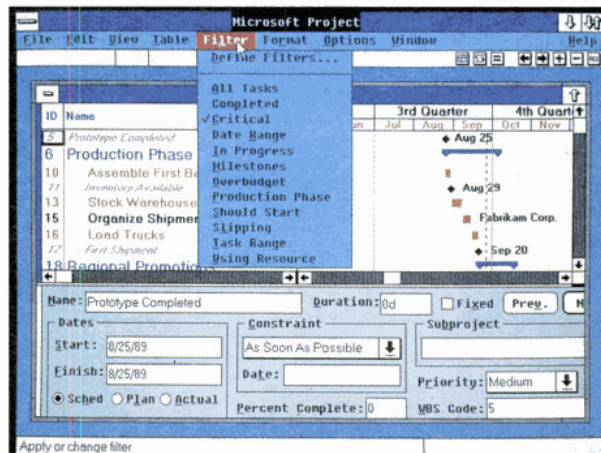 Microsoft Project
File Edit View Table Filter Format Options Window Help
Define Filters...
All Tasks
Completed
Critical
Date Range
In Progress
Milestones
Overbudget
Production Phase
Should Start
Slipping
Task Range
Using Resource
ID Name
3rd Quarter 4th Quart
un Jul Aug Sep Oct Nov
5 Prototype Completed Aug 25
6 Production Phase
10 Assemble First Ba
11 Inventory Available Aug 29
13 Stock Warehouse
15 Organize Shipmer Fabrikam Corp.
16 Load Trucks
17 First Shipment Sep 20
18 Regional Promotion
Name: Prototype Completed Duration: 0d Fixed Prev. N
Dates Constraint Subproject
Start: 8/25/89 As Soon As Possible
Finish: 8/25/89 Date: Priority: Medium
Sched Plan Actual Percent Complete: 0 WBS Code: 5
Apply or change filter